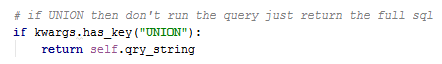 # if UNION then don't run the query just return the full sql
if kwargs.has_key("UNION"):
    return self.qry_string